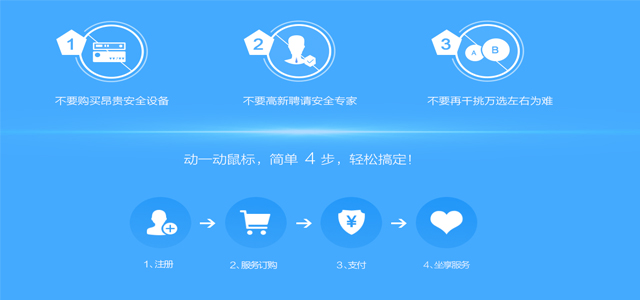 1
2
3
A
B
不要购买昂贵安全设备
不要高新聘请安全专家
不要再千挑万选左右为难
动一动鼠标，简单 4 步，轻松搞定！
¥
1、注册
2、服务订购
3、支付
4、坐享服务